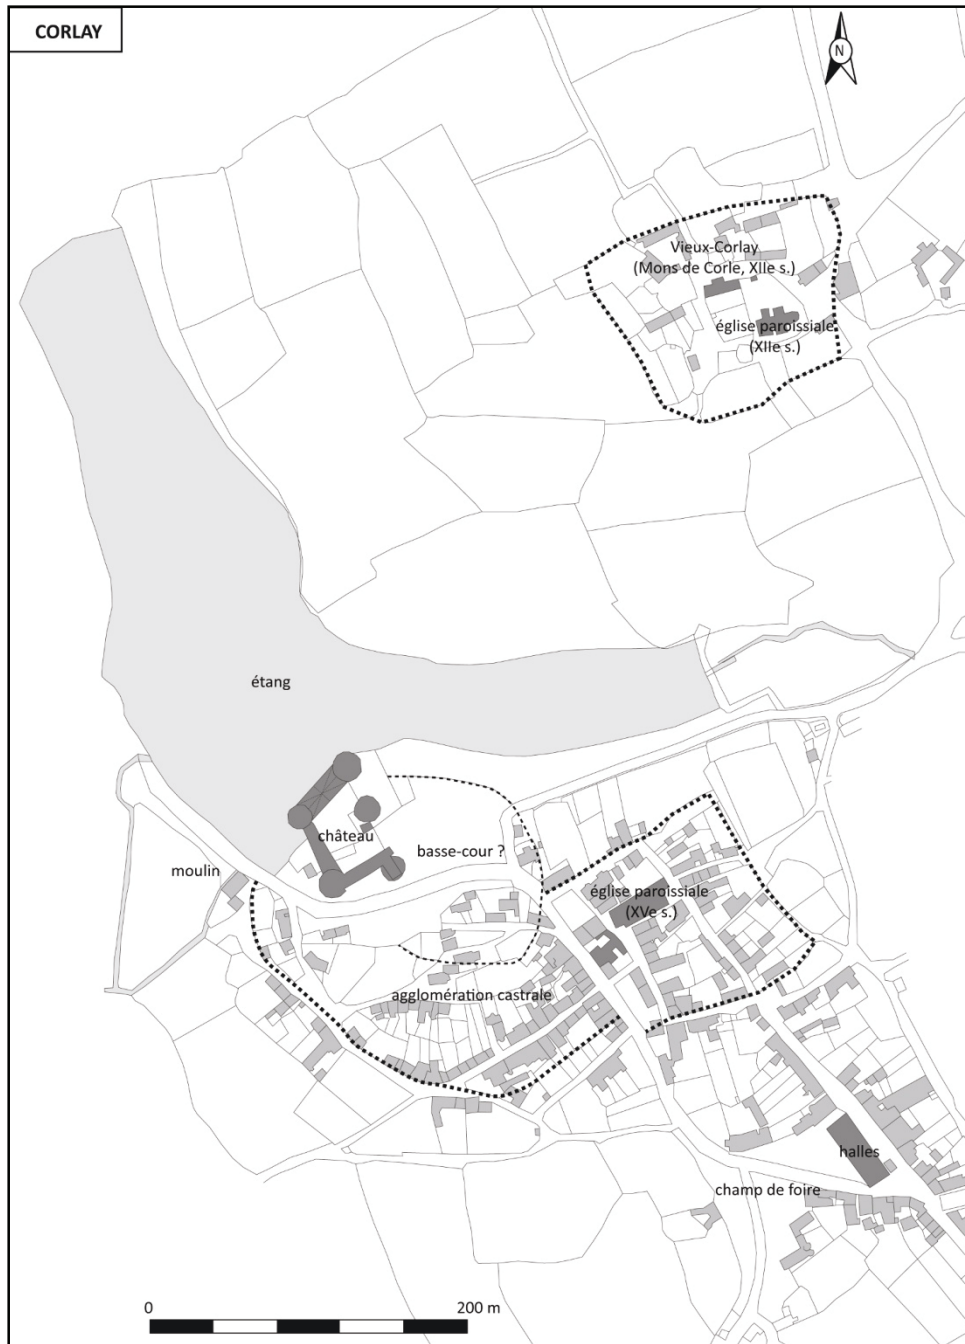 CORLAY
N
Vieux-Corlay
(Mons de Corle, XIIe s.)
église paroissiale
(XIIe s.)
étang
château
basse-cour ?
moulin
église paroissiale
(XVe s.)
agglomération castrale
halles
champ de foire
0
200 m